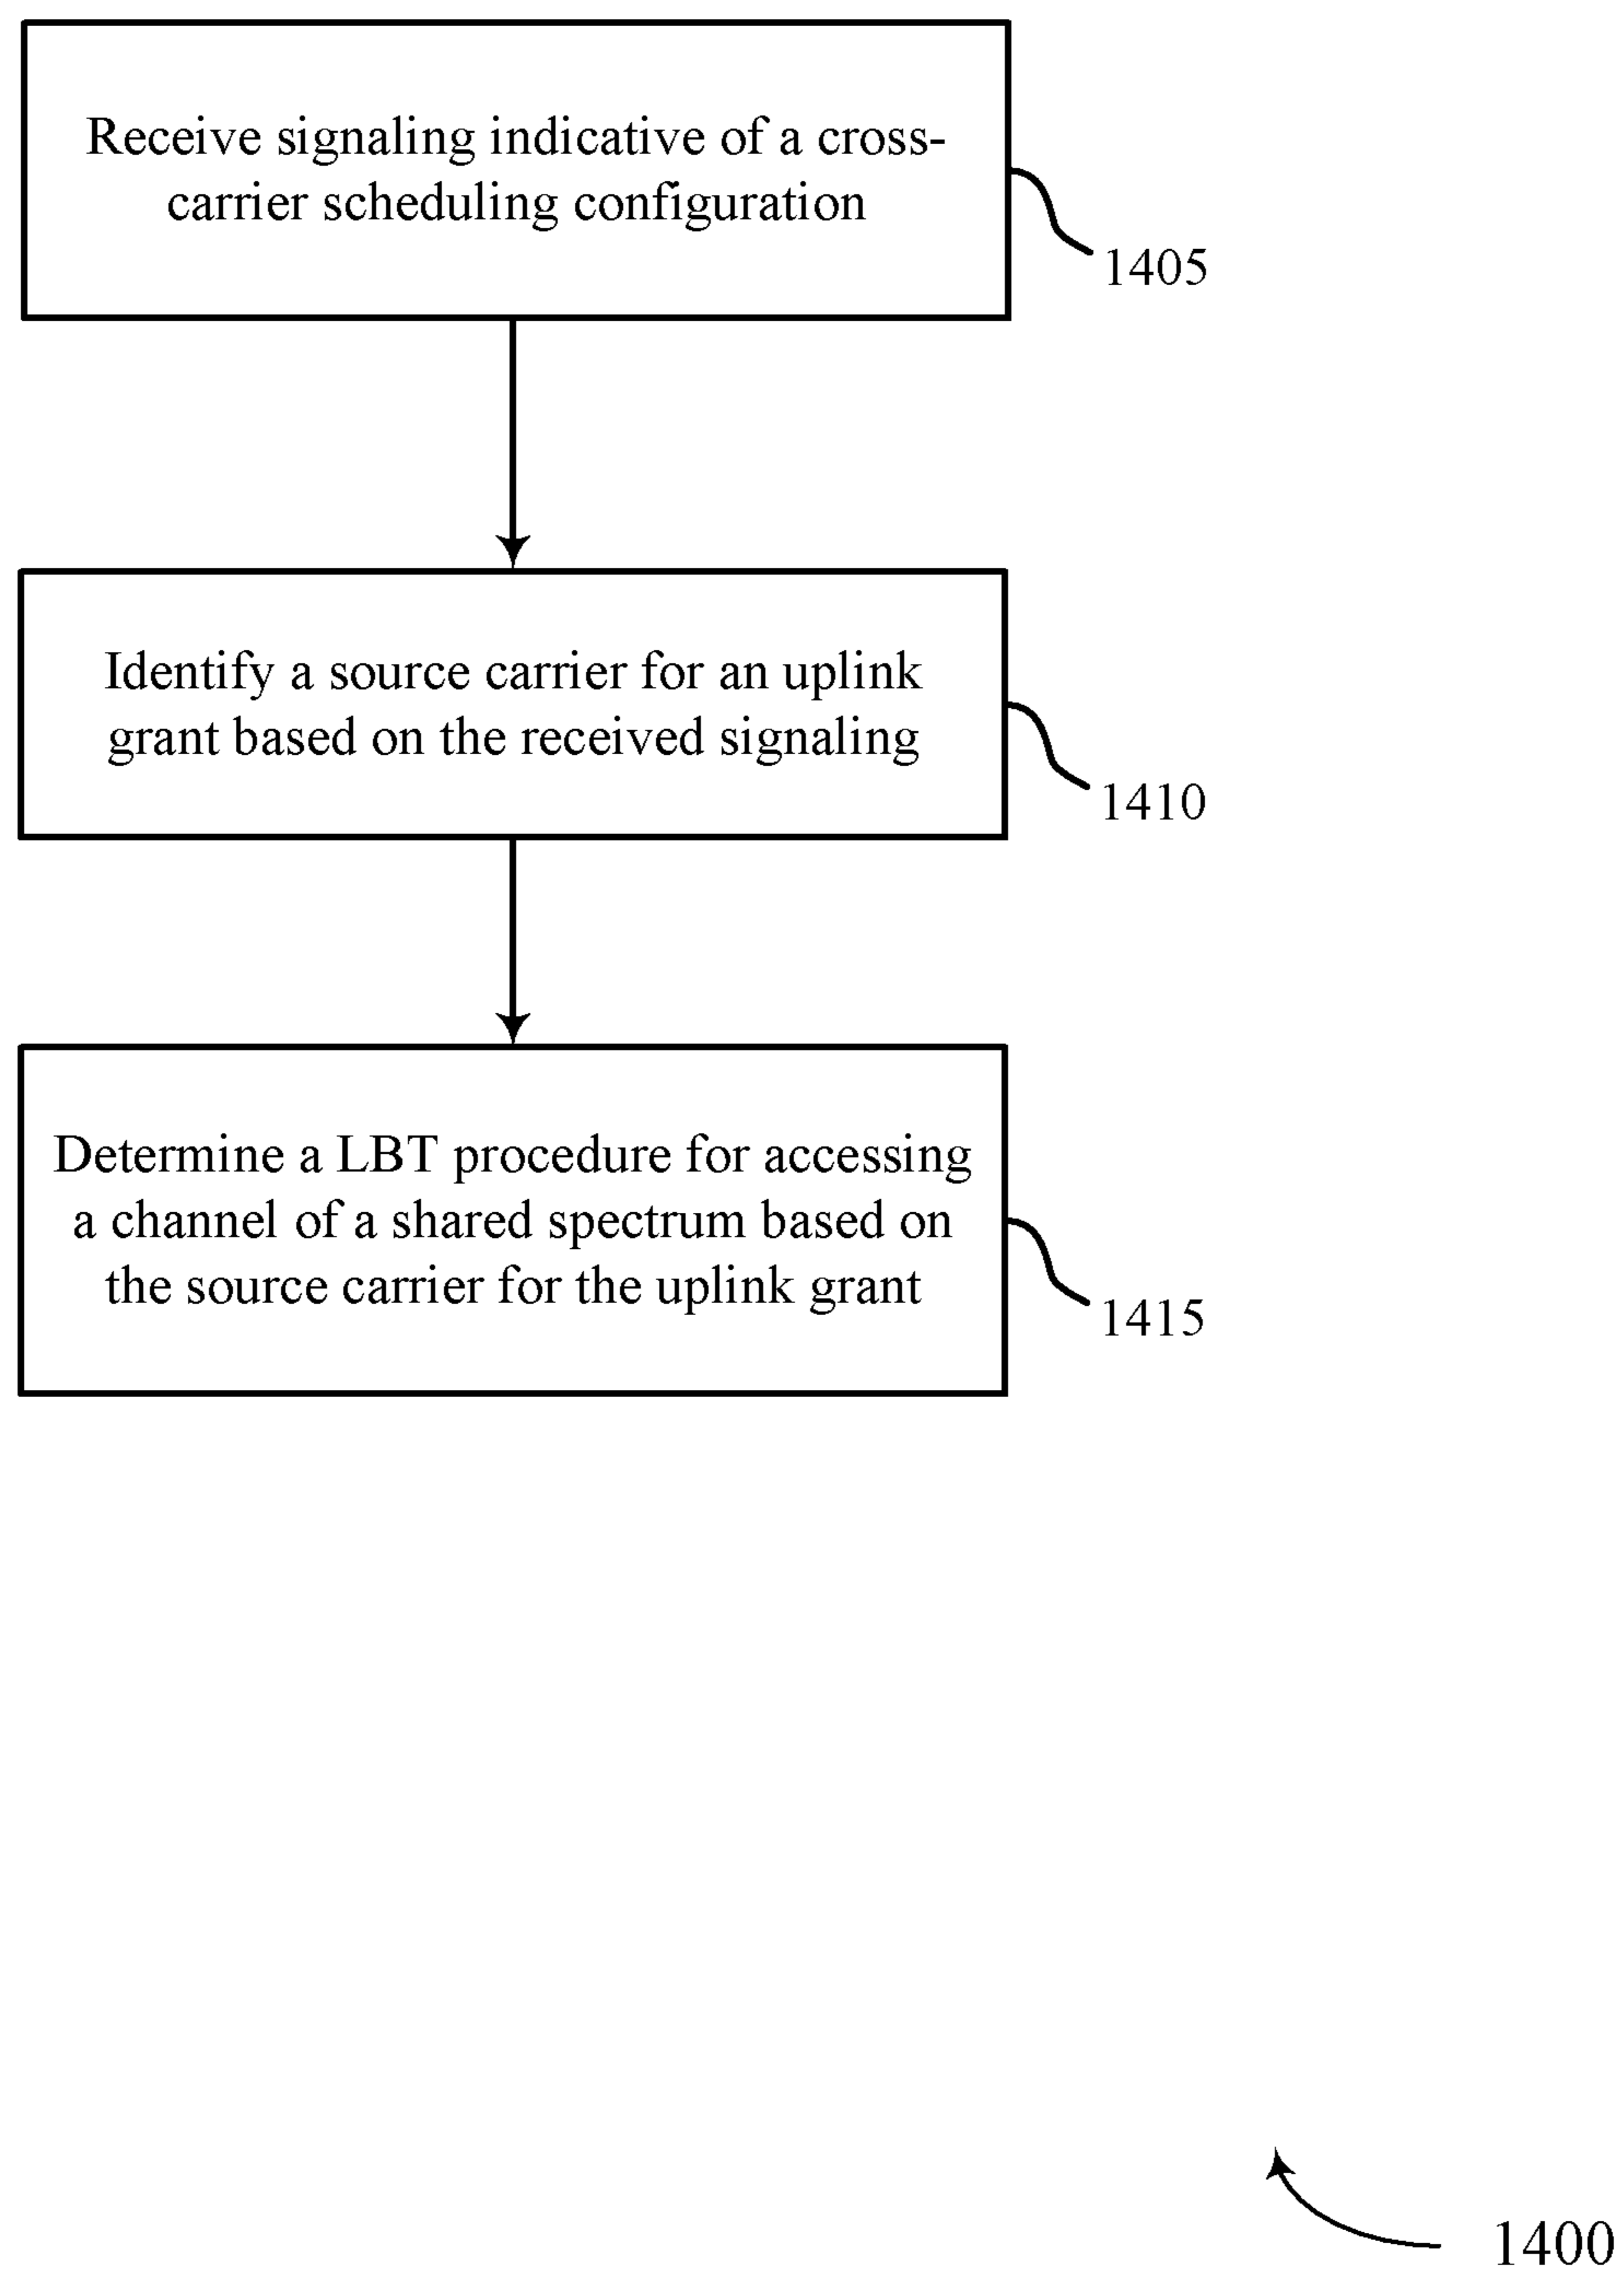 Receive signaling indicative of a cross-
carrier scheduling configuration
1405
Identify a source carrier for an uplink
grant based on the received signaling
1410
Determine a LBT procedure for accessing
a channel of a shared spectrum based on
the source carrier for the uplink grant
1415
1400